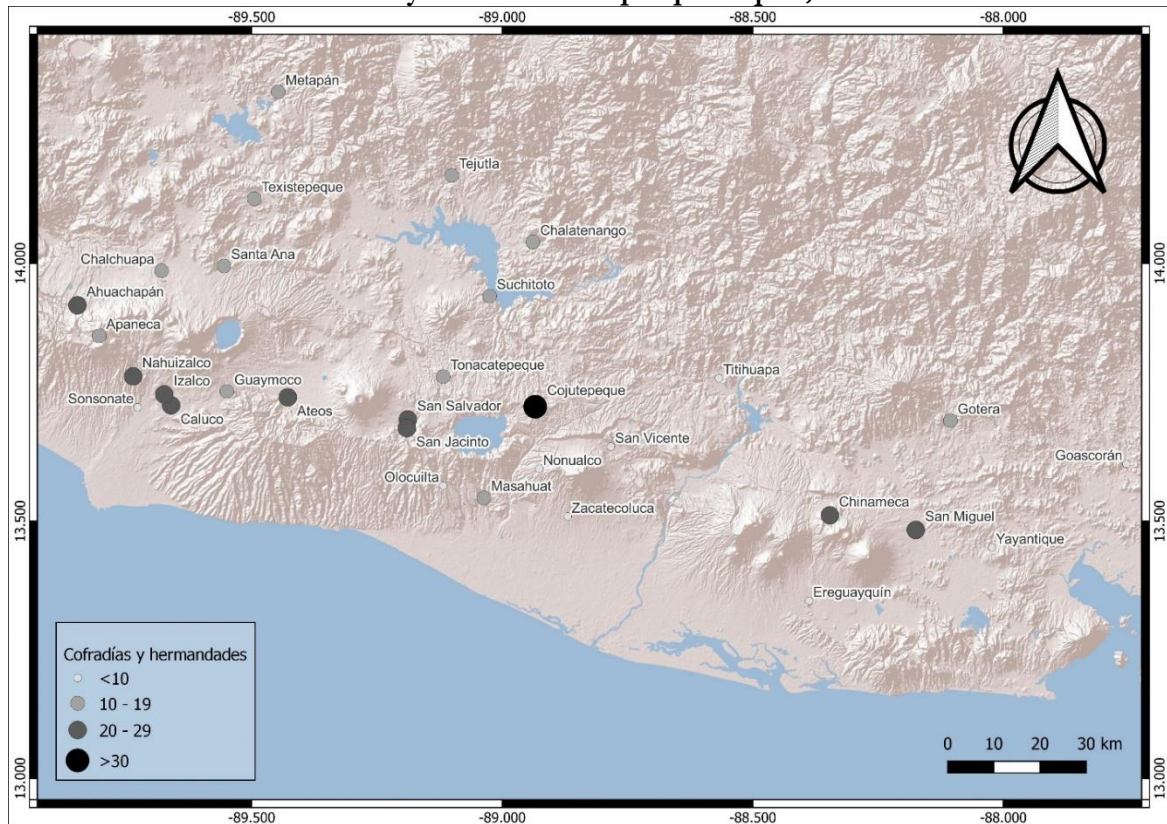 -89.500 -89.000 -88.500 -88.000
Metapán
Tejutla
Texistepeque
Chalatenango
14.000 14.000
Chalchuapa Santa Ana
Suchitoto
Ahuachapán
Apaneca
Nahuizalco Tonacatepeque Titihuapa
Izalco Guaymoco Cojutepeque
Sonsonate Ateos San Salvador Gotera
Caluco
San Jacinto San Vicente
Nonualco Goascorán
Olocuilta
Masahuat Chinameca
13.500 Zacatecoluca San Miguel 13.500
Yayantique
Ereguayquín
Cofradías y hermandades
<10
10 - 19
20 - 29
>30
0 10 20 30 km
13.000 13.000
-89.500 -89.000 -88.500 -88.000